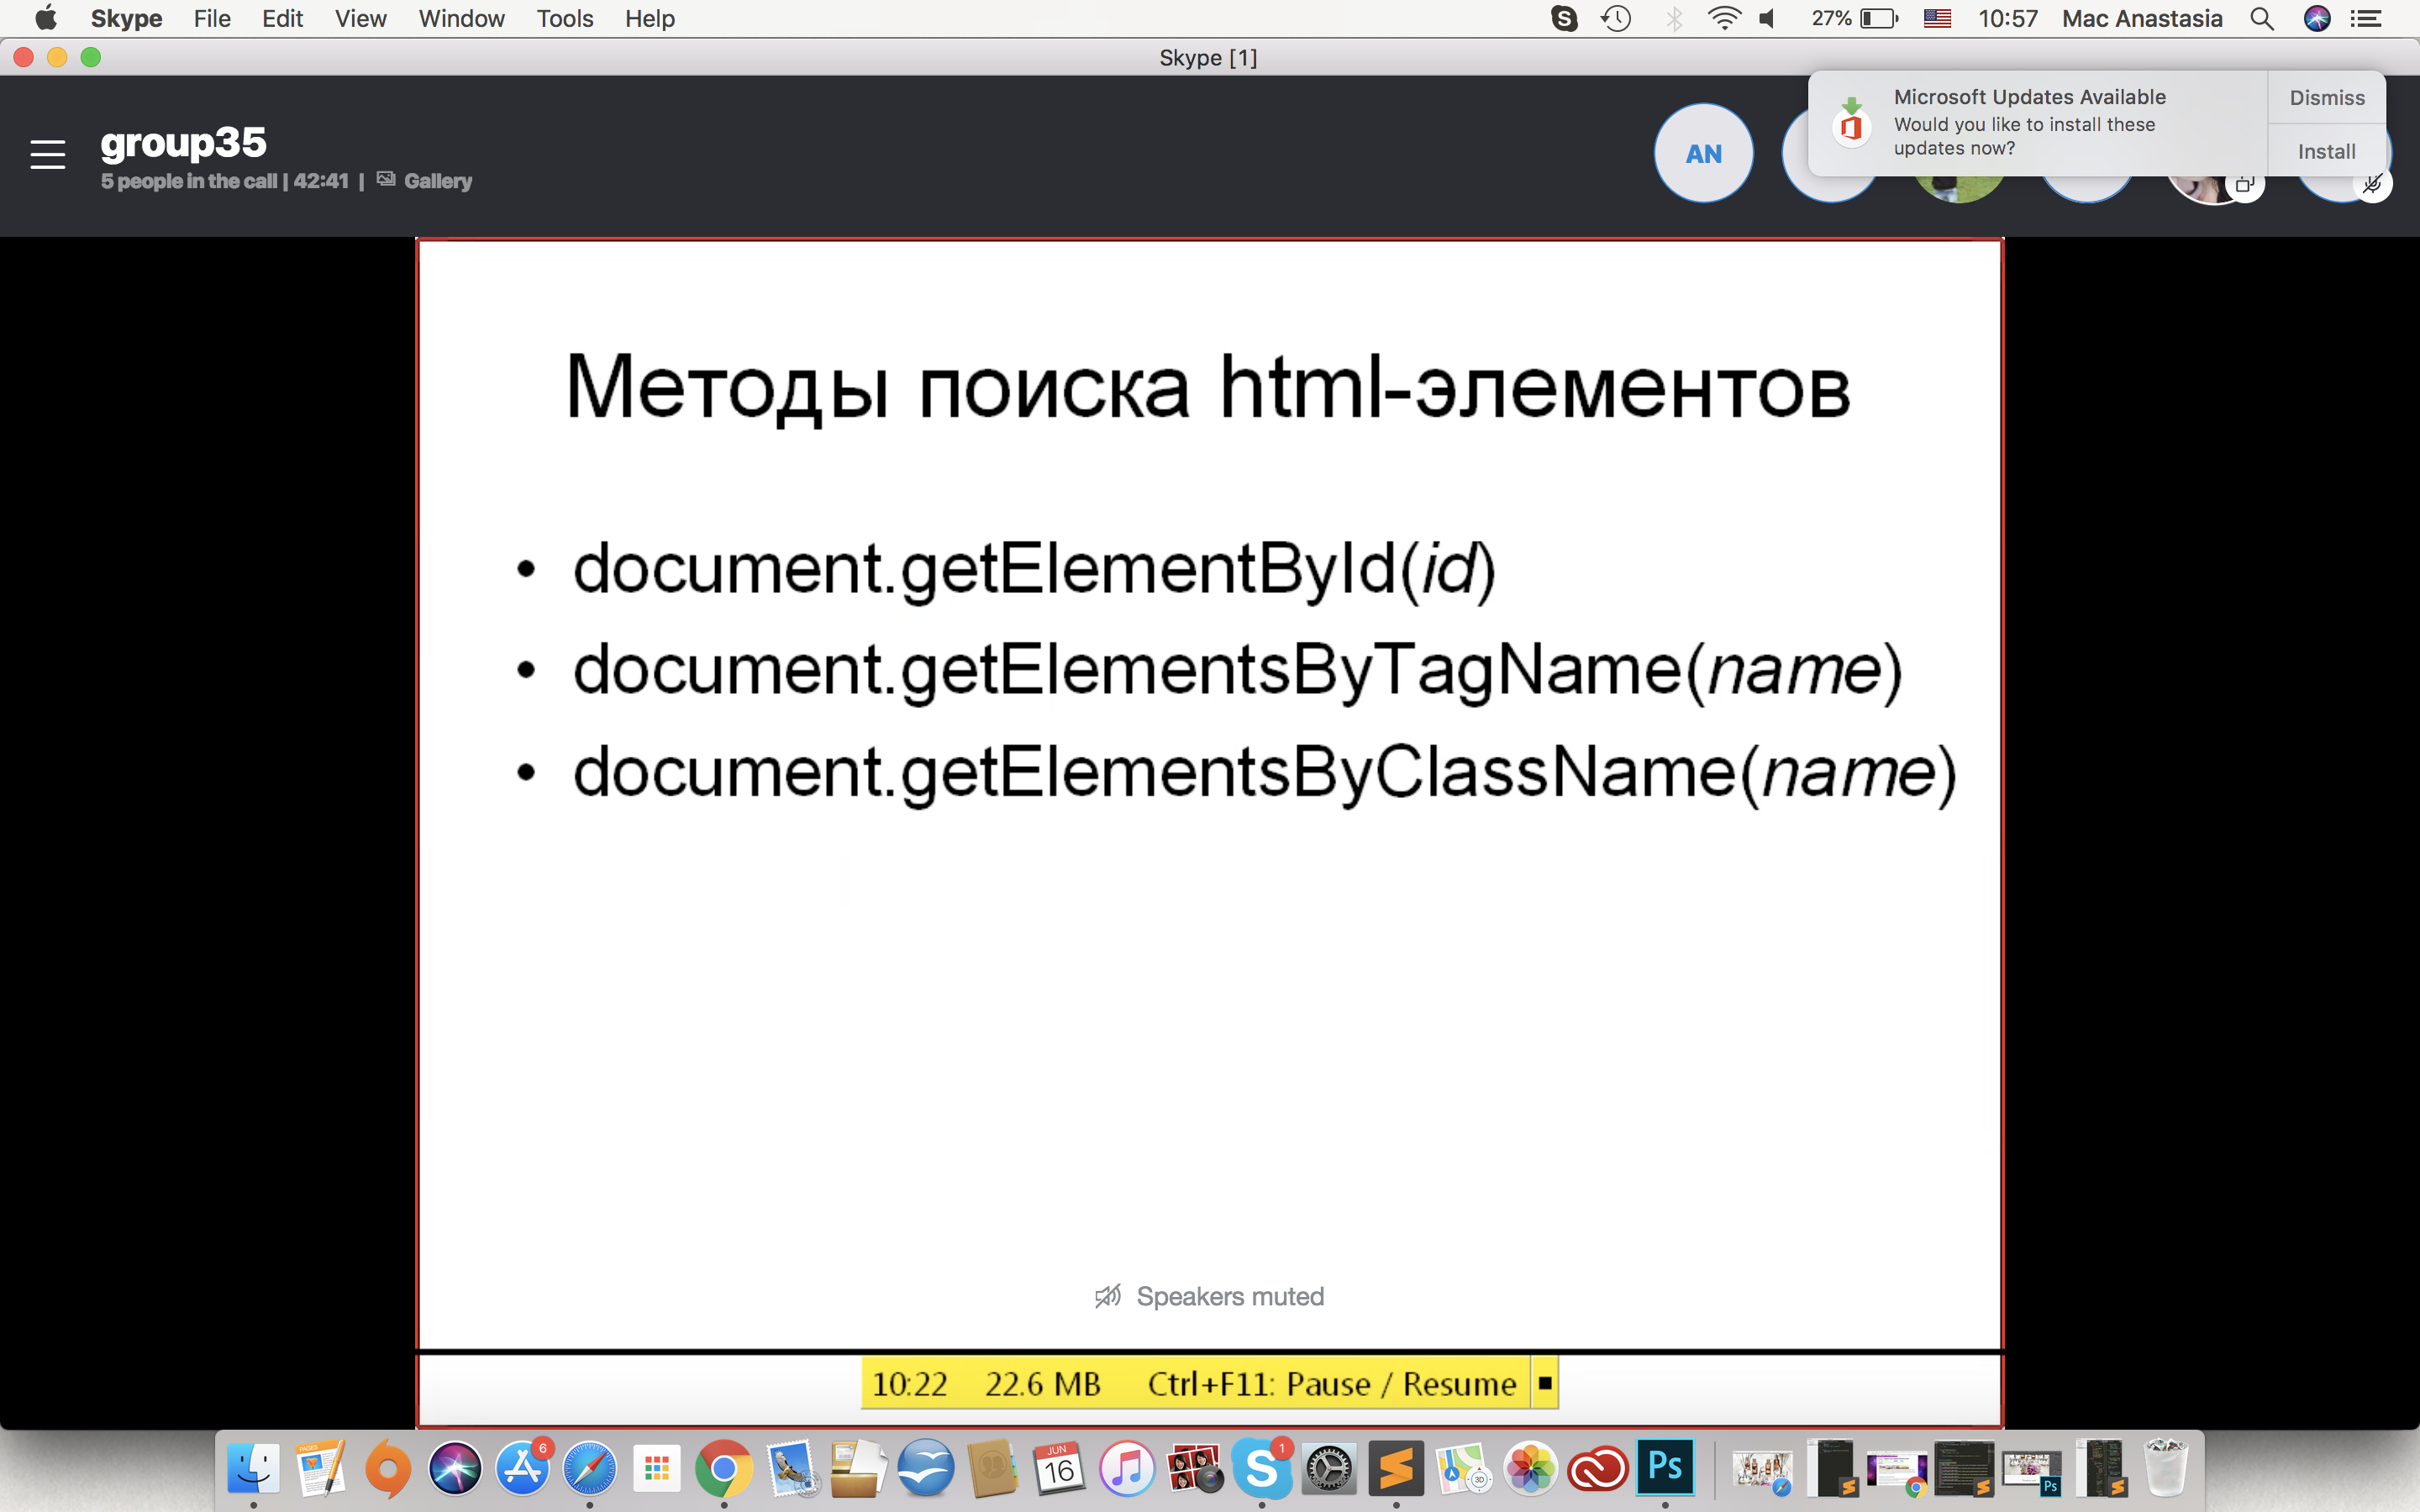 Skype File Edit View Window Tools Help 27% 10:57 Mac Anastasia
Skype [1]
group35
5 people in the call | 42:41 | Gallery
AN
Microsoft Updates Available
Would you like to install these
updates now?
Dismiss
Install
Методы поиска html-элементов
• document.getElementById(id)
• document.getElementsByTagName(name)
• document.getElementsByClassName(name)
Speakers muted
10:22 22.6 MB Ctrl+F11: Pause / Resume
PAGES
6
JUN
16
S
1
3D
Ps
Ps